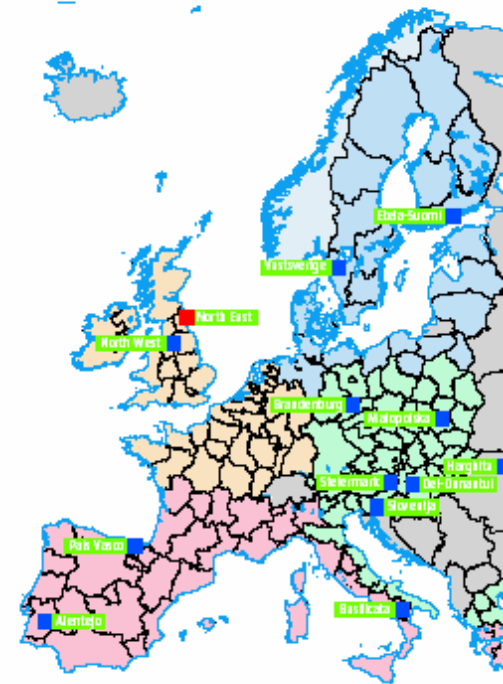 Etela-Suomi
Vastsverige
North East
North West
Brandenburg
Malopolska
Harghita
Steiermark
Del-Dunantul
Slovenija
Pais Vasco
Basilicata
Alentejo